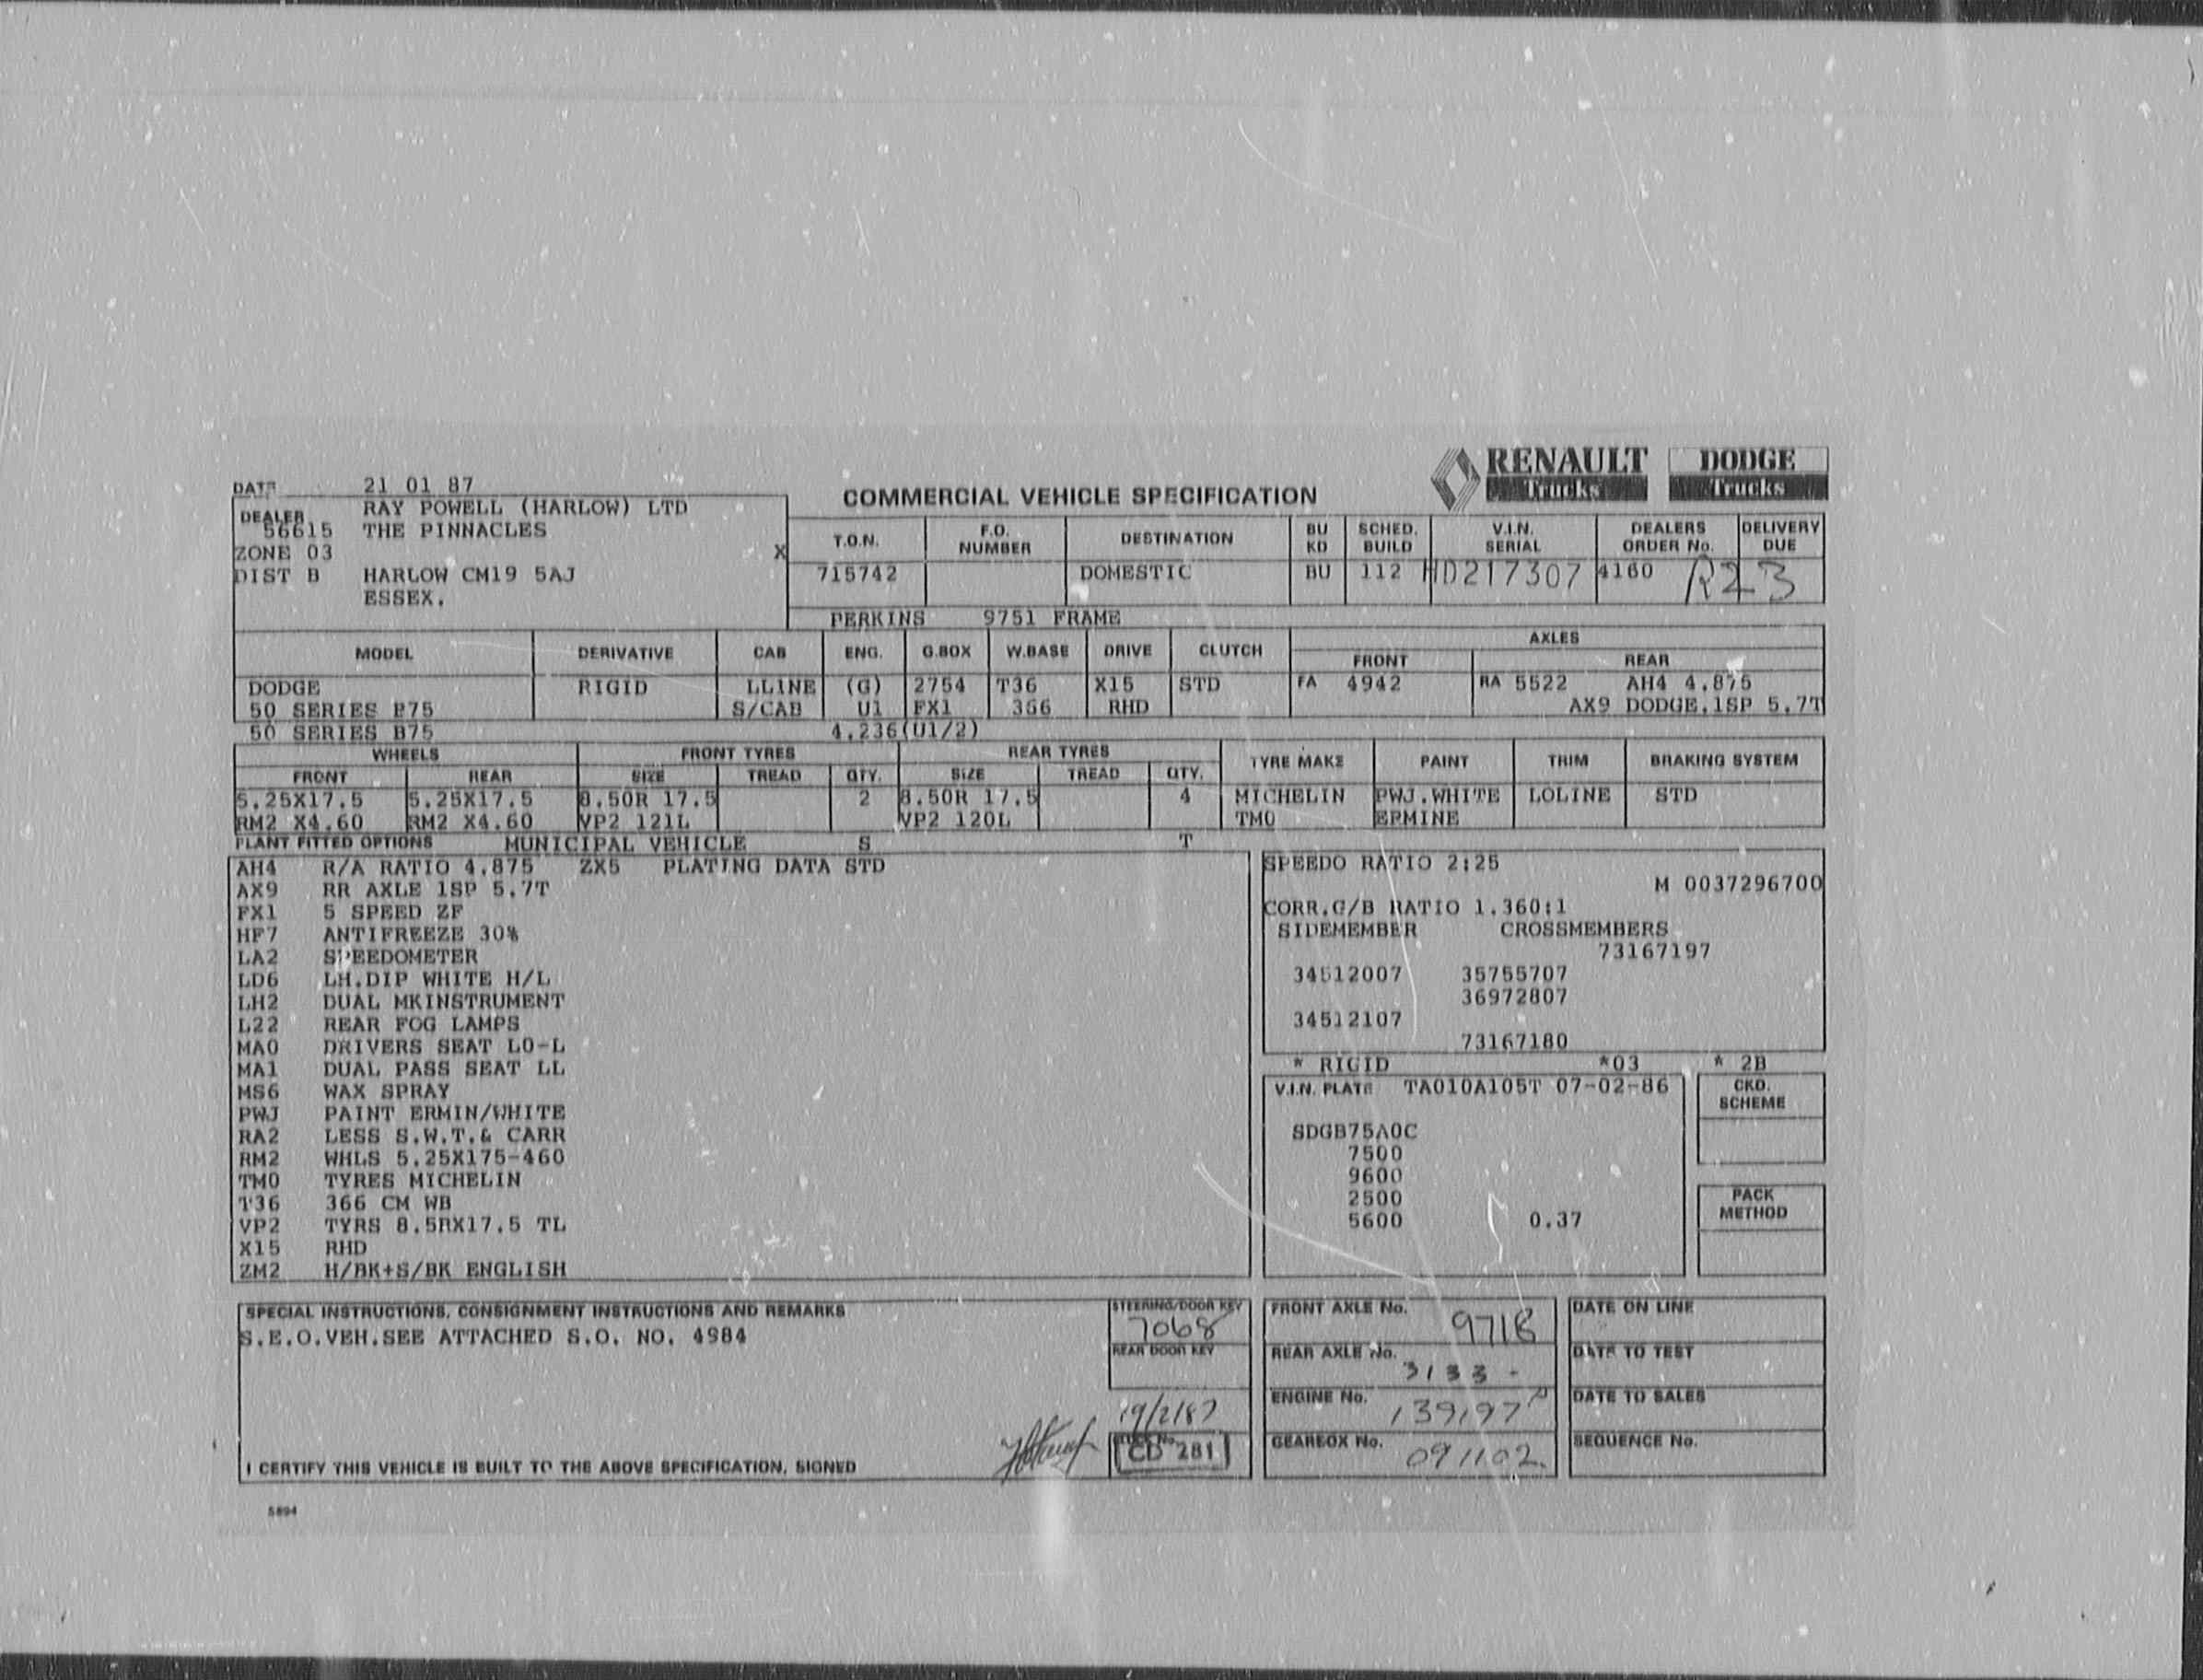 RENAULT Trucks DODGE Trucks
DATE 21 01 87
COMMERCIAL VEHICLE SPECIFICATION
DEALER RAY POWELL (HARLOW) LTD
56615 THE PINNACLES
ZONE 03 X
DIST B HARLOW CM19 5AJ
ESSEX.
T.O.N. F.O. NUMBER DESTINATION BU KD SCHED. BUILD V.I.N. SERIAL DEALERS ORDER No. DELIVERY DUE
715742 DOMESTIC BU 112 HD217307 4160 R23
PERKINS 9751 FRAME
MODEL DERIVATIVE CAB ENG. G.BOX W.BASE DRIVE CLUTCH AXLES
FRONT REAR
DODGE RIGID LLINE (G) 2754 T36 X15 STD FA 4942 RA 5522 AH4 4.875
50 SERIES B75 S/CAB U1 FX1 366 RHD AX9 DODGE.1SP 5.7T
50 SERIES B75 4.236(U1/2)
WHEELS FRONT TYRES REAR TYRES TYRE MAKE PAINT TRIM BRAKING SYSTEM
FRONT REAR SIZE TREAD QTY. SIZE TREAD QTY.
5.25X17.5 5.25X17.5 8.50R 17.5 2 8.50R 17.5 4 MICHELIN PWJ.WHITE LOLINE STD
RM2 X4.60 RM2 X4.60 VP2 121L VP2 120L TM0 ERMINE
PLANT FITTED OPTIONS MUNICIPAL VEHICLE S T
AH4 R/A RATIO 4.875 ZX5 PLATING DATA STD
AX9 RR AXLE 1SP 5.7T
FX1 5 SPEED ZF
HF7 ANTIFREEZE 30%
LA2 SPEEDOMETER
LD6 LH.DIP WHITE H/L
LH2 DUAL MKINSTRUMENT
L22 REAR FOG LAMPS
MA0 DRIVERS SEAT LO-L
MA1 DUAL PASS SEAT LL
MS6 WAX SPRAY
PWJ PAINT ERMIN/WHITE
RA2 LESS S.W.T.& CARR
RM2 WHLS 5.25X175-460
TM0 TYRES MICHELIN
T36 366 CM WB
VP2 TYRS 8.5RX17.5 TL
X15 RHD
ZM2 H/BK+S/BK ENGLISH
SPEEDO RATIO 2:25
M 0037296700
CORR.G/B RATIO 1.360:1
SIDEMEMBER CROSSMEMBERS
73167197
34512007 35755707
36972807
34512107
73167180
* RIGID *03 * 2B
V.I.N. PLATE TA010A105T 07-02-86
SDGB75A0C
7500
9600
2500
5600 0.37
CKD. SCHEME
PACK METHOD
SPECIAL INSTRUCTIONS, CONSIGNMENT INSTRUCTIONS AND REMARKS
S.E.O.VEH.SEE ATTACHED S.O. NO. 4984
I CERTIFY THIS VEHICLE IS BUILT TO THE ABOVE SPECIFICATION. SIGNED
STEERING/DOOR KEY
7068
REAR DOOR KEY
19/2/87
CD 281
FRONT AXLE No. 9718
REAR AXLE No. 3133 -
ENGINE No. 139197
GEARBOX No. 091102
DATE ON LINE
DATE TO TEST
DATE TO SALES
SEQUENCE No.
5894